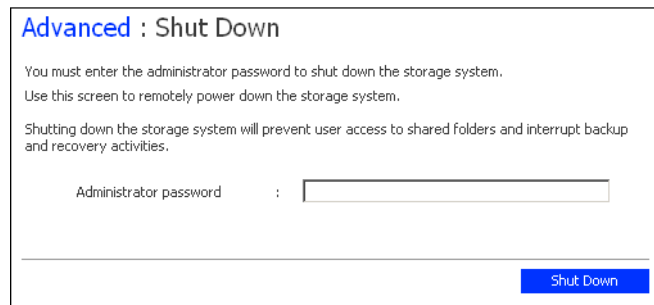 Advanced : Shut Down
You must enter the administrator password to shut down the storage system.
Use this screen to remotely power down the storage system.
Shutting down the storage system will prevent user access to shared folders and interrupt backup
and recovery activities.
Administrator password :
Shut Down